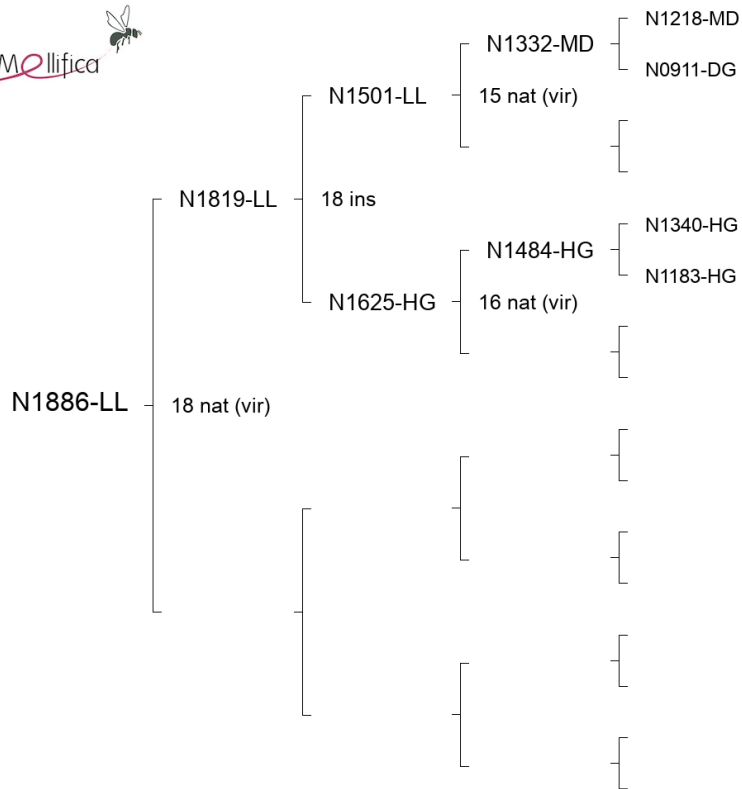 Mellifica
N1218-MD
N1332-MD
N0911-DG
N1501-LL
15 nat (vir)
N1819-LL
18 ins
N1340-HG
N1484-HG
N1183-HG
N1625-HG
16 nat (vir)
N1886-LL
18 nat (vir)